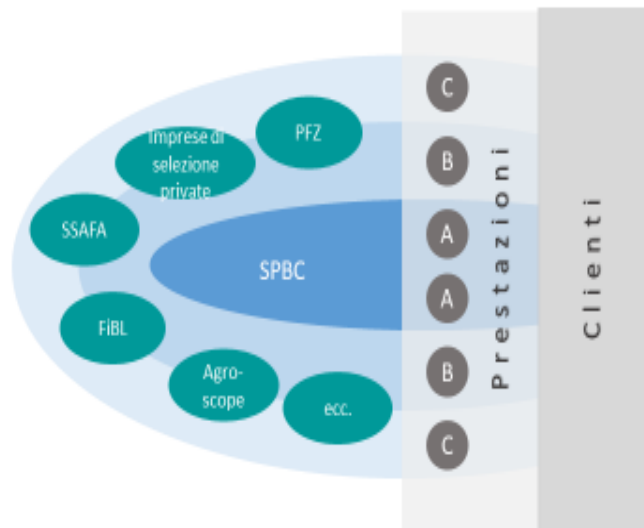 C
PFZ
Imprese di
selezione
private
B
SSAFA
A
SPBC
A
FiBL
B
Agro-
scope
ecc.
C
Prestazioni
Clienti